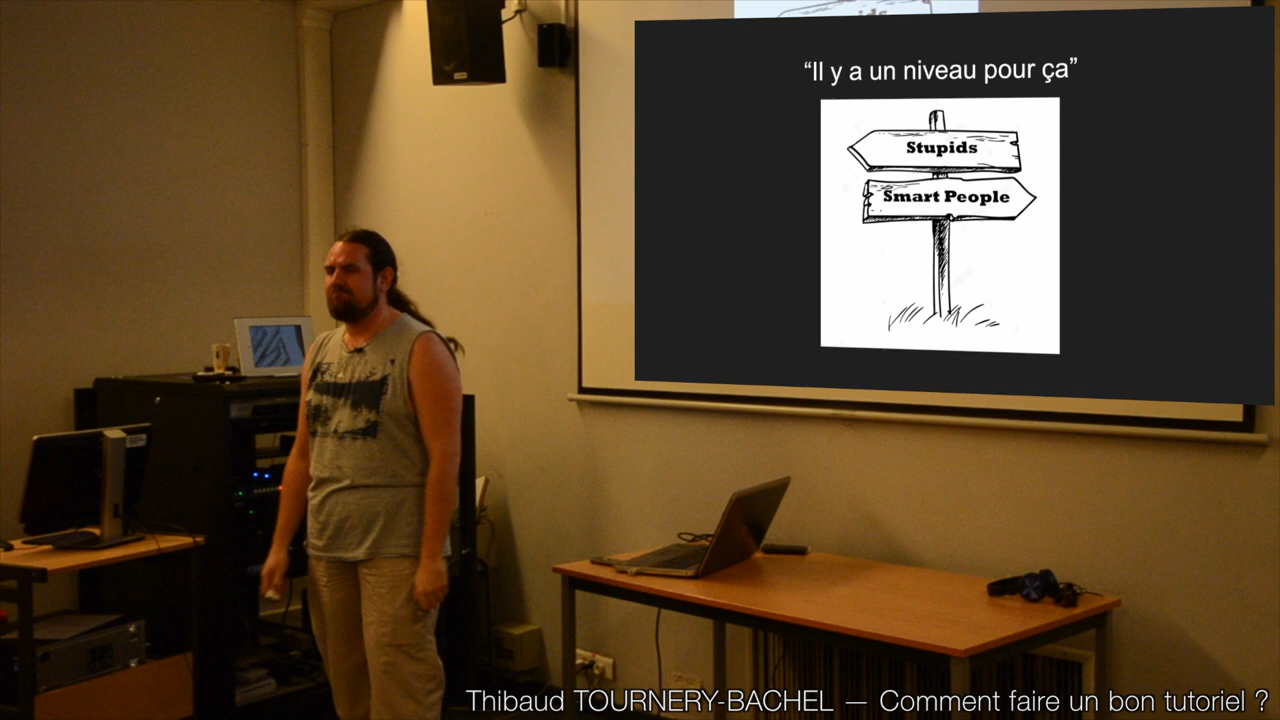 “Il y a un niveau pour ça”
Stupids
Smart People
Thibaud TOURNERY-BACHEL — Comment faire un bon tutoriel ?